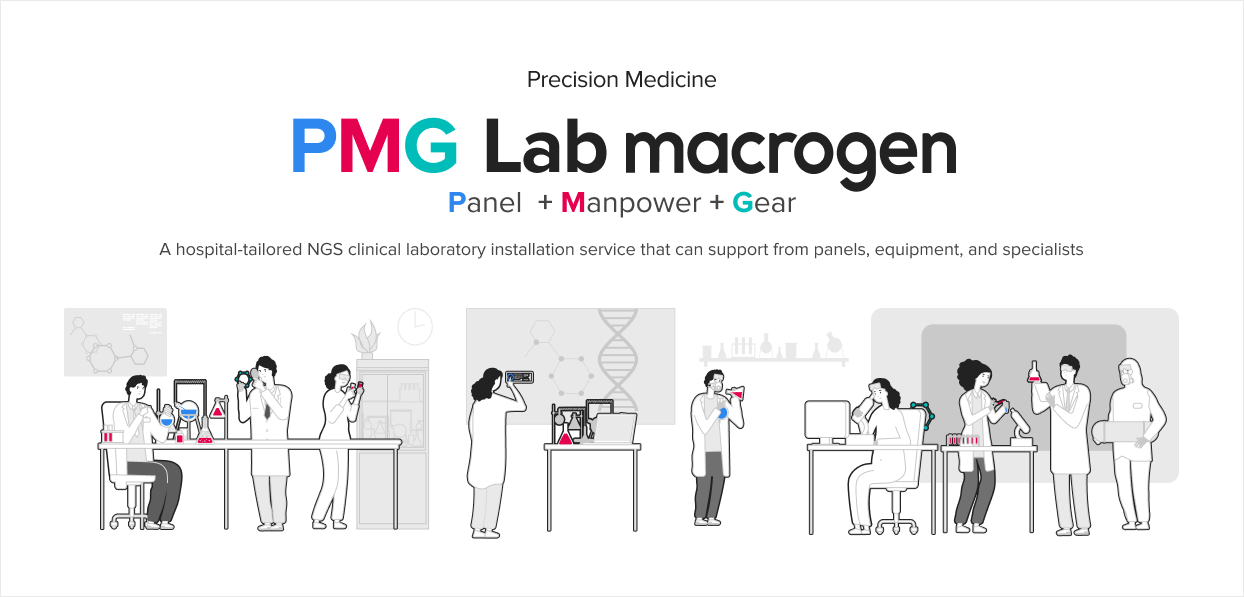 Precision Medicine
PMG Lab macrogen
Panel + Manpower + Gear
A hospital-tailored NGS clinical laboratory installation service that can support from panels, equipment, and specialists